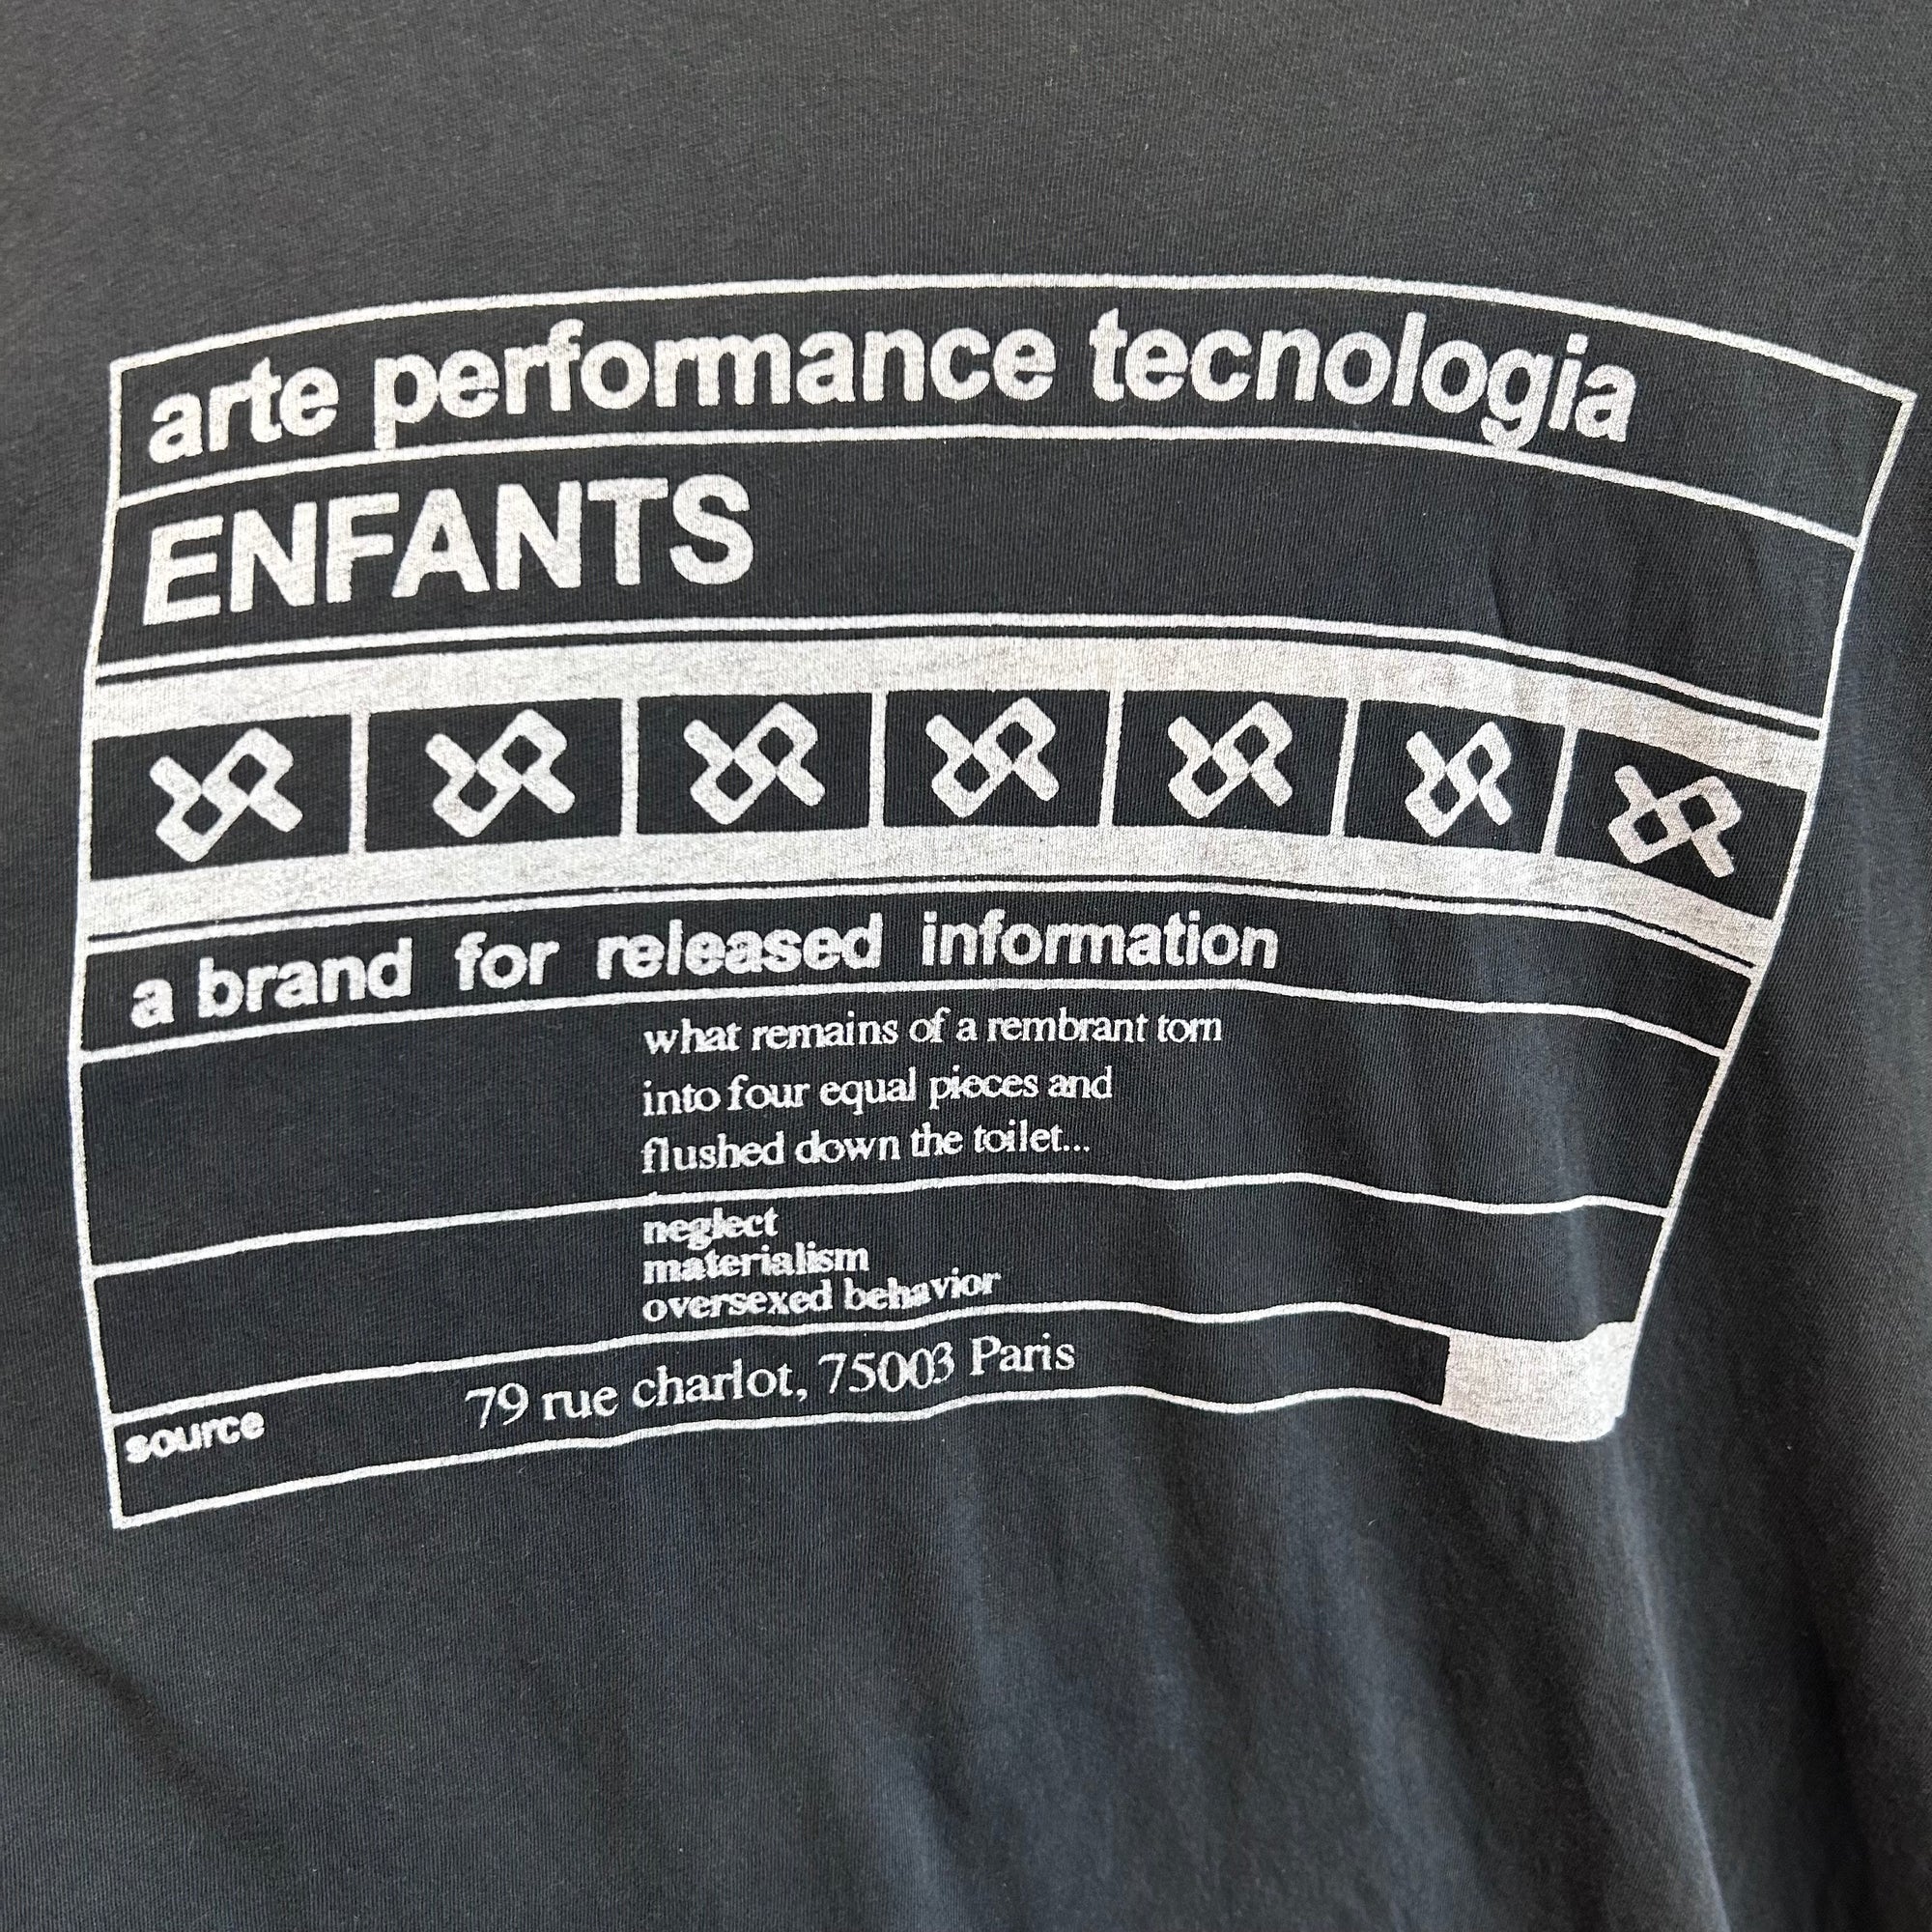 arte performance tecnologia
ENFANTS
a brand for released information
what remains of a rembrant torn
into four equal pieces and
flushed down the toilet...
neglect
materialism
oversexed behavior
source 79 rue charlot, 75003 Paris